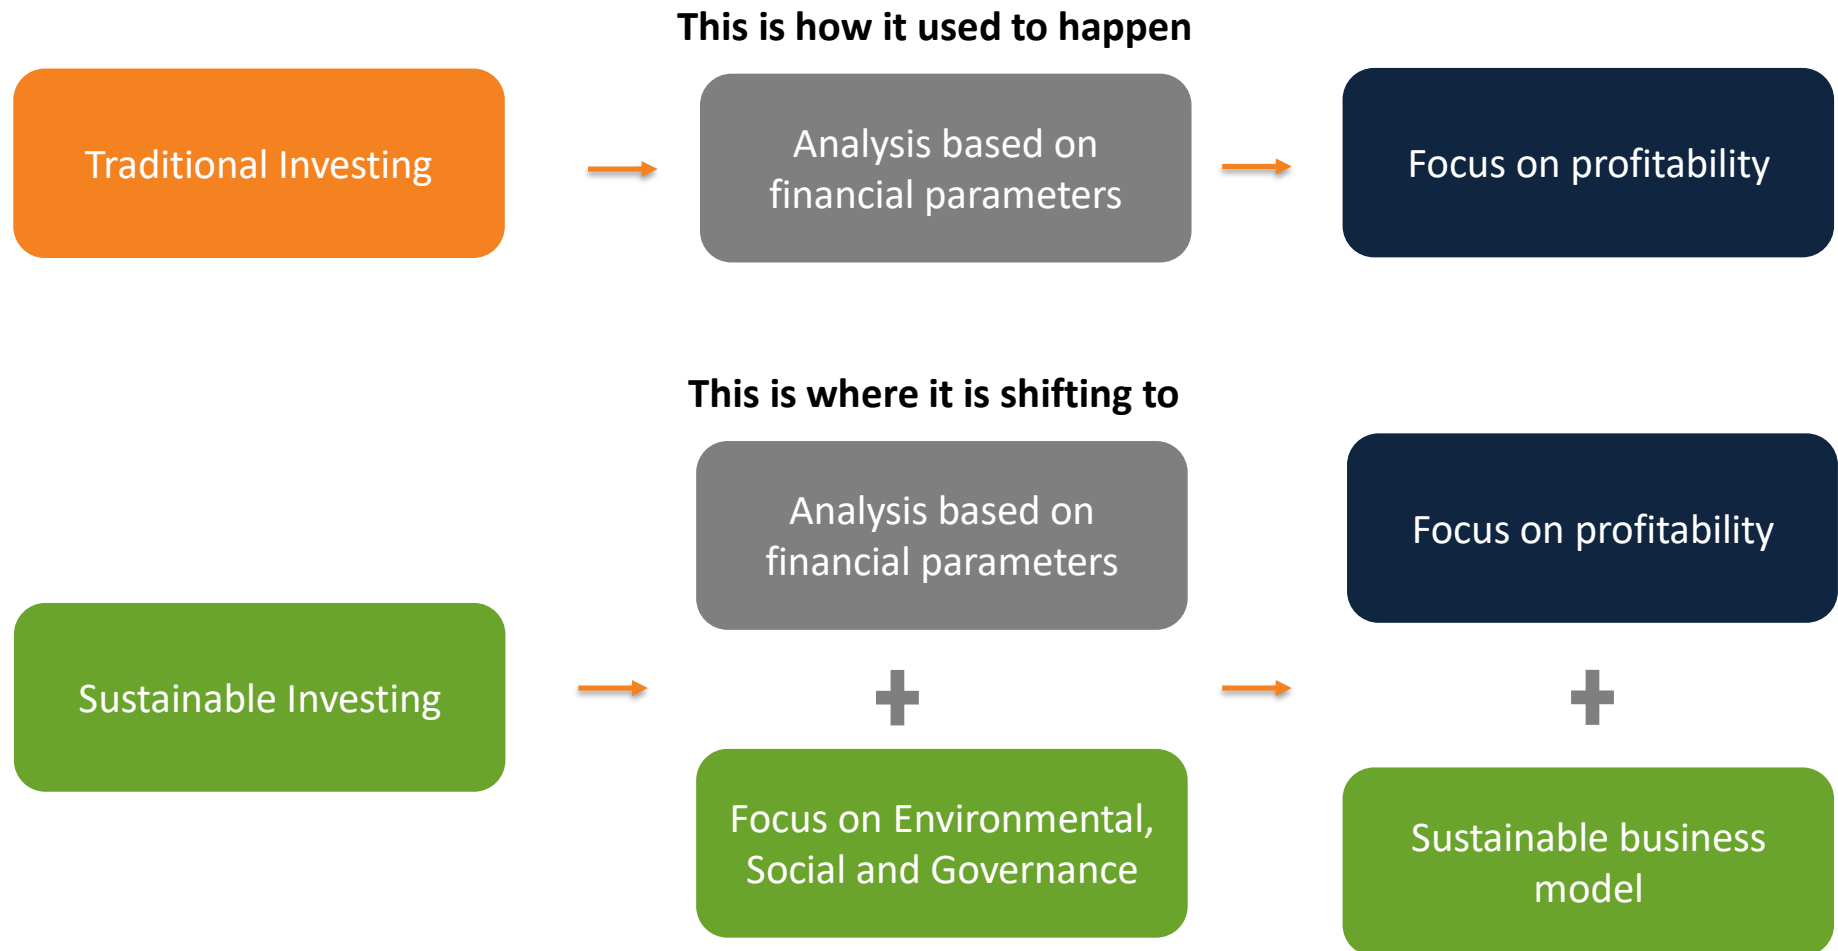 This is how it used to happen
Traditional Investing
Analysis based on
financial parameters
Focus on profitability
This is where it is shifting to
Analysis based on
financial parameters
Focus on profitability
Sustainable Investing
Focus on Environmental,
Social and Governance
Sustainable business
model